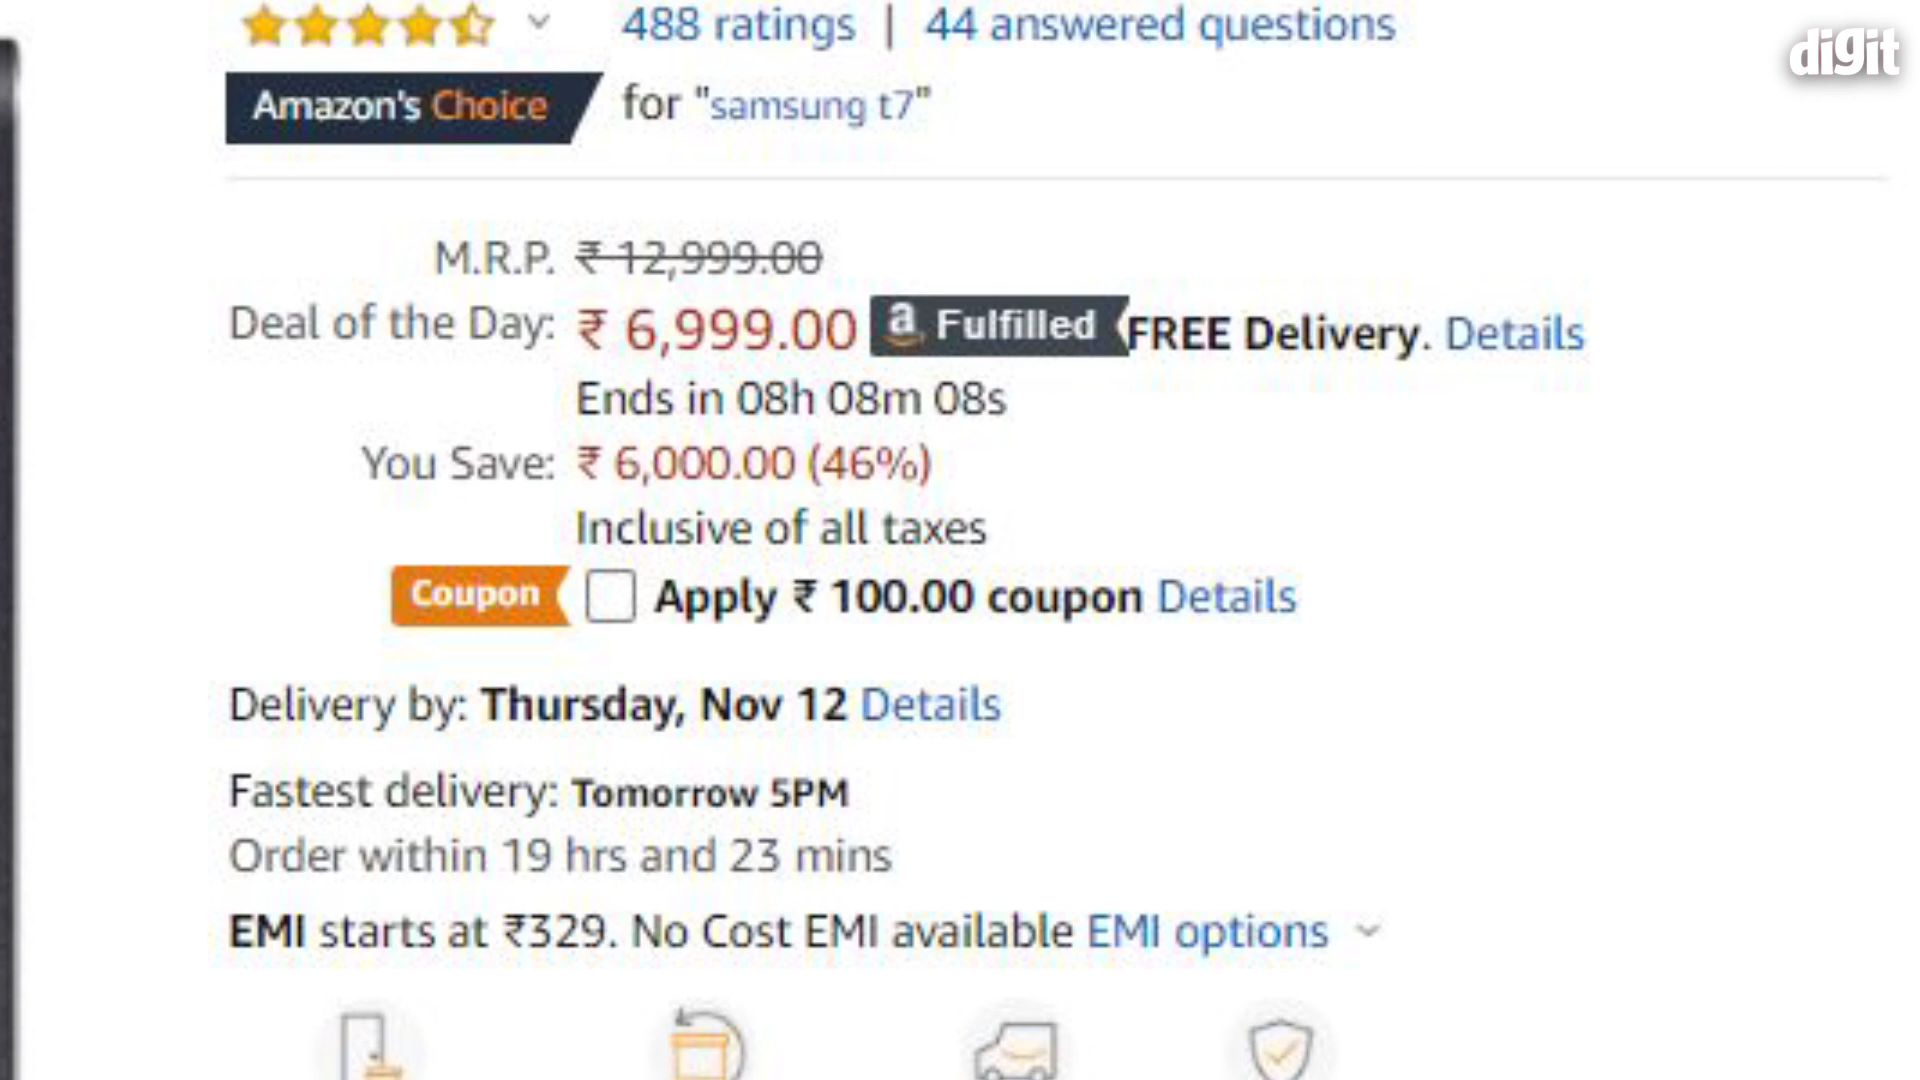 488 ratings | 44 answered questions
digit
Amazon's Choice for "samsung t7"
M.R.P. ₹ 12,999.00
Deal of the Day: ₹ 6,999.00 a Fulfilled FREE Delivery. Details
Ends in 08h 08m 08s
You Save: ₹ 6,000.00 (46%)
Inclusive of all taxes
Coupon Apply ₹ 100.00 coupon Details
Delivery by: Thursday, Nov 12 Details
Fastest delivery: Tomorrow 5PM
Order within 19 hrs and 23 mins
EMI starts at ₹329. No Cost EMI available EMI options